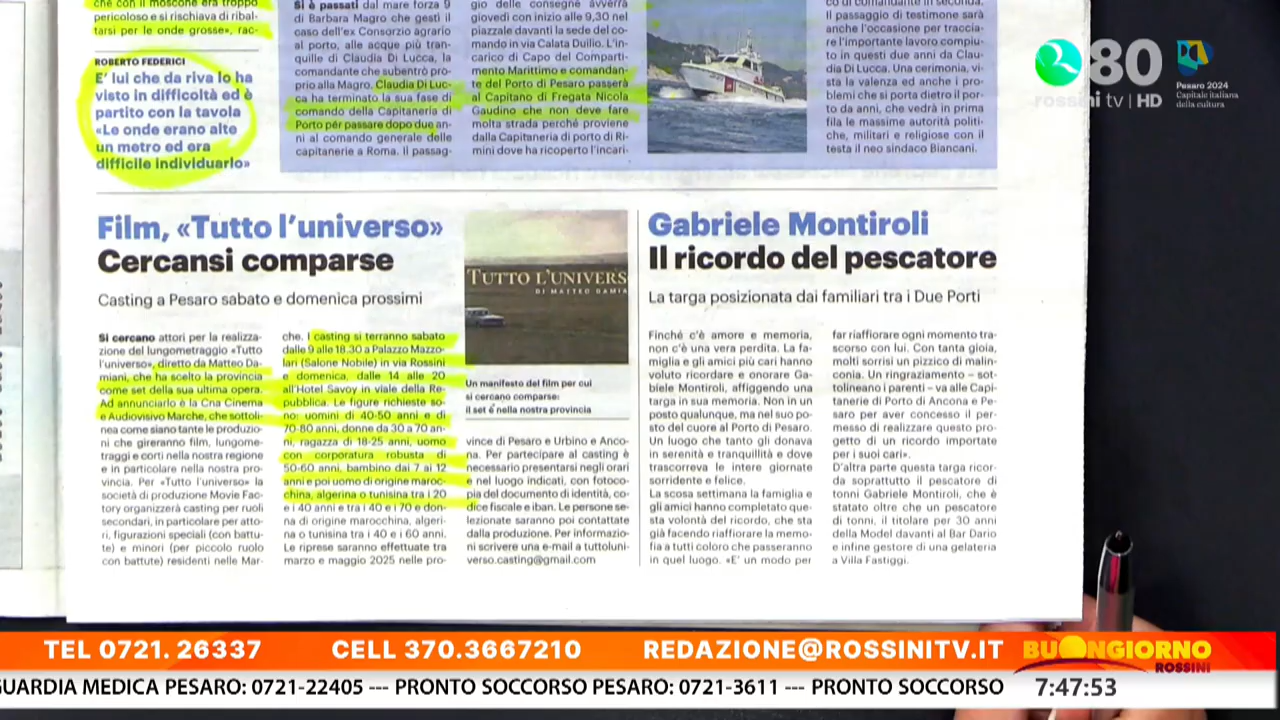 che con il moscone era troppo
pericoloso e si rischiava di ribal-
tarsi per le onde grosse», rac-
ROBERTO FEDERICI
E' lui che da riva lo ha
visto in difficoltà ed è
partito con la tavola
«Le onde erano alte
un metro ed era
difficile individuarlo»
Si è passati dal mare forza 9
di Barbara Magro che gestì il
caso dell'ex Consorzio agrario
al porto, alle acque più tran-
quille di Claudia Di Lucca, la
comandante che subentrò pro-
prio alla Magro. Claudia Di Luc-
ca ha terminato la sua fase di
comando della Capitaneria di
Porto per passare dopo due an-
ni al comando generale delle
capitanerie a Roma. Il passag-
gio delle consegne avverrà
giovedì con inizio alle 9,30 nel
piazzale davanti la sede del co-
mando in via Calata Duilio. L'in-
carico di Capo del Comparti-
mento Marittimo e comandan-
te del Porto di Pesaro passerà
al Capitano di Fregata Nicola
Gaudino che non deve fare
molta strada perché proviene
dalla Capitaneria di porto di Ri-
mini dove ha ricoperto l'incari-
co di comandante in seconda.
Il passaggio di testimone sarà
anche l'occasione per traccia-
re l'importante lavoro compiu-
to in questi due anni da Clau-
dia Di Lucca. Una cerimonia, vi-
sta la valenza ed anche i pro-
blemi che si porta dietro il por-
to da anni, che vedrà in prima
fila le massime autorità politi-
che, militari e religiose con il
testa il neo sindaco Biancani.
80
rossini tv | HD
Pesaro 2024
Capitale italiana
della cultura
Film, «Tutto l'universo»
Cercansi comparse
Casting a Pesaro sabato e domenica prossimi
Si cercano attori per la realizza-
zione del lungometraggio «Tutto
l'universo», diretto da Matteo Da-
miani, che ha scelto la provincia
come set della sua ultima opera.
Ad annunciarlo è la Cna Cinema
e Audiovisivo Marche, che sottoli-
nea come siano tante le produzio-
ni che gireranno film, lungome-
traggi e corti nella nostra regione
e in particolare nella nostra pro-
vincia. Per «Tutto l'universo» la
società di produzione Movie Fac-
tory organizzerà casting per ruoli
secondari, in particolare per atto-
ri, figurazioni speciali (con battu-
te) e minori (per piccolo ruolo
con battute) residenti nelle Mar-
che. I casting si terranno sabato
dalle 9 alle 18.30 a Palazzo Mazzo-
lari (Salone Nobile) in via Rossini
e domenica, dalle 14 alle 20
all'Hotel Savoy in viale della Re-
pubblica. Le figure richieste so-
no: uomini di 40-50 anni e di
70-80 anni, donne da 30 a 70 an-
ni, ragazza di 18-25 anni, uomo
con corporatura robusta di
50-60 anni, bambino dai 7 ai 12
anni e poi uomo di origine maroc-
china, algerina o tunisina tra i 20
e i 40 anni e tra i 40 e i 70 e don-
na di origine marocchina, algeri-
na o tunisina tra i 40 e i 60 anni.
Le riprese saranno effettuate tra
marzo e maggio 2025 nelle pro-
TUTTO L'UNIVERS
DI MATTEO DAMIA
Un manifesto del film per cui
si cercano comparse:
il set è nella nostra provincia
vince di Pesaro e Urbino e Anco-
na. Per partecipare al casting è
necessario presentarsi negli orari
e nel luogo indicati, con fotoco-
pia del documento di identità, co-
dice fiscale e iban. Le persone se-
lezionate saranno poi contattate
dalla produzione. Per informazio-
ni scrivere una e-mail a tuttoluni-
verso.casting@gmail.com
Gabriele Montiroli
Il ricordo del pescatore
La targa posizionata dai familiari tra i Due Porti
Finché c'è amore e memoria,
non c'è una vera perdita. La fa-
miglia e gli amici più cari hanno
voluto ricordare e onorare Ga-
briele Montiroli, affiggendo una
targa in sua memoria. Non in un
posto qualunque, ma nel suo po-
sto del cuore al Porto di Pesaro.
Un luogo che tanto gli donava
in serenità e tranquillità e dove
trascorreva le intere giornate
sorridente e felice.
La scosa settimana la famiglia e
gli amici hanno completato que-
sta volontà del ricordo, che sta
già facendo riaffiorare la memo-
fia a tutti coloro che passeranno
in quel luogo. «E' un modo per
far riaffiorare ogni momento tra-
scorso con lui. Con tanta gioia,
molti sorrisi un pizzico di malin-
conia. Un ringraziamento – sot-
tolineano i parenti – va alle Capi-
tanerie di Porto di Ancona e Pe-
saro per aver concesso il per-
messo di realizzare questo pro-
getto di un ricordo importate
per i suoi cari».
D'altra parte questa targa ricor-
da soprattutto il pescatore di
tonni Gabriele Montiroli, che è
statato oltre che un pescatore
di tonni, il titolare per 30 anni
della Model davanti al Bar Dario
e infine gestore di una gelateria
a Villa Fastiggi.
TEL 0721. 26337
CELL 370.3667210
REDAZIONE@ROSSINITV.IT
BUONGIORNO
ROSSINI
GUARDIA MEDICA PESARO: 0721-22405 --- PRONTO SOCCORSO PESARO: 0721-3611 --- PRONTO SOCCORSO
7:47:53